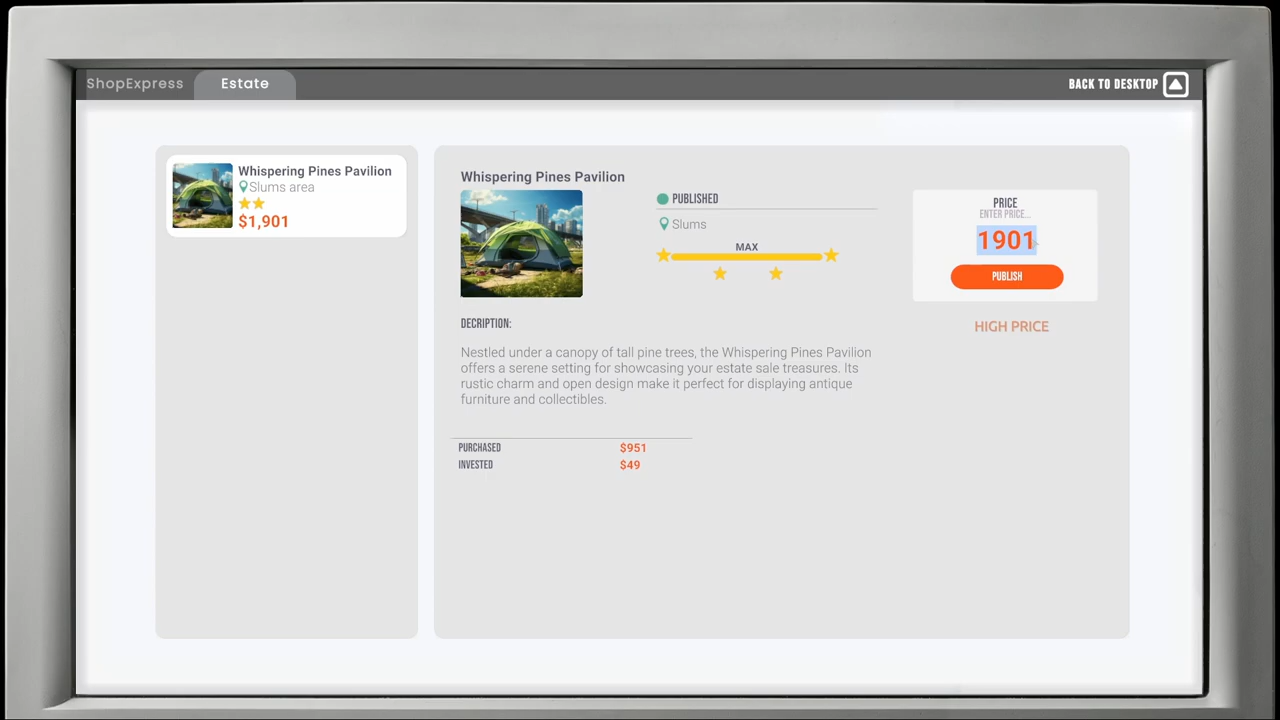 ShopExpress
Estate
BACK TO DESKTOP
Whispering Pines Pavilion
Slums area
$1,901
Whispering Pines Pavilion
PUBLISHED
Slums
MAX
PRICE
ENTER PRICE...
1901
PUBLISH
HIGH PRICE
DECRIPTION:
Nestled under a canopy of tall pine trees, the Whispering Pines Pavilion
offers a serene setting for showcasing your estate sale treasures. Its
rustic charm and open design make it perfect for displaying antique
furniture and collectibles.
PURCHASED $951
INVESTED $49